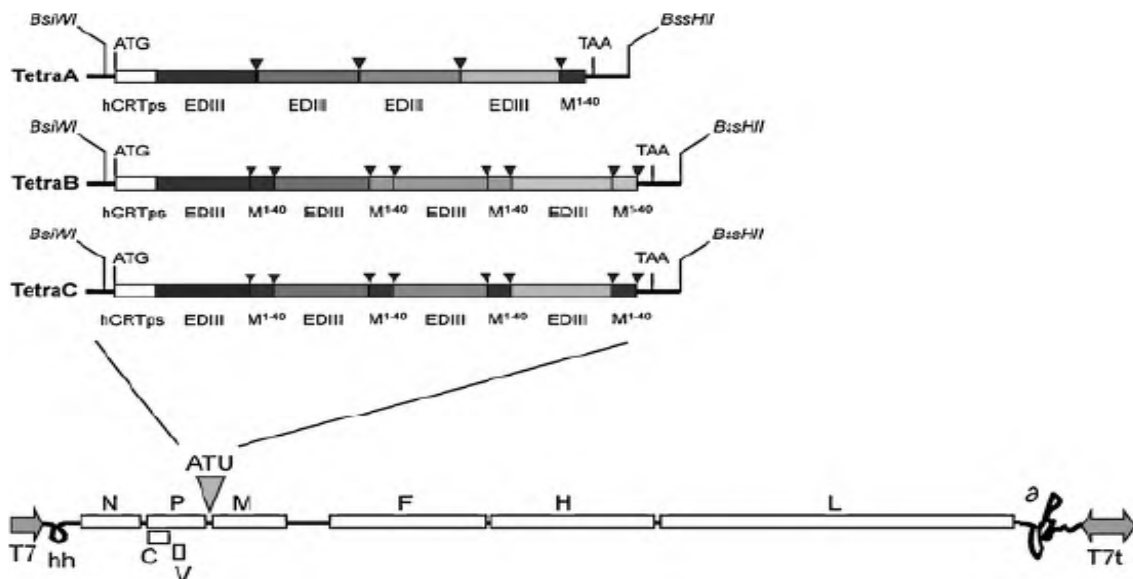 BsiWI BssHII
ATG TAA
TetraA
hCRTps EDIII EDIII EDIII EDIII M1-40
BsiWI BssHII
ATG TAA
TetraB
hCRTps EDIII M1-40 EDIII M1-40 EDIII M1-40 EDIII M1-40
BsiWI BssHII
ATG TAA
TetraC
hCRTps EDIII M1-40 EDIII M1-40 EDIII M1-40 EDIII M1-40
ATU
N P M F H L ∂
T7 hh C V T7t